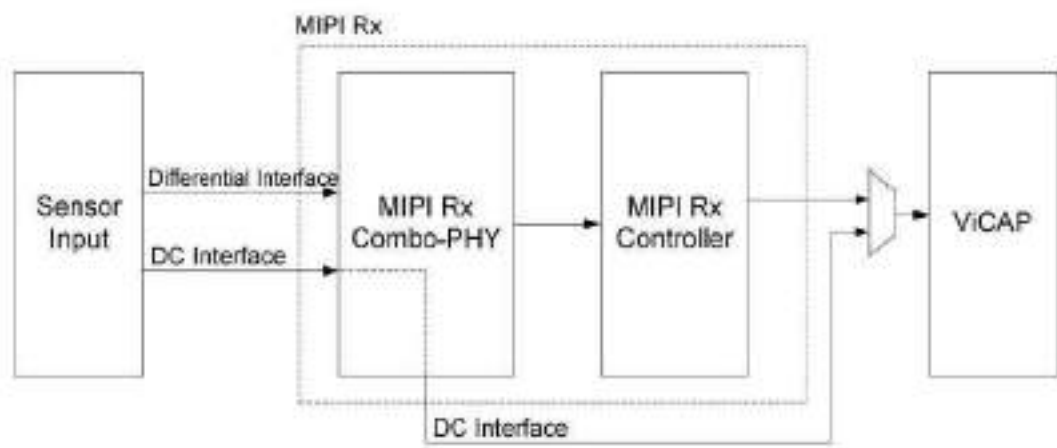 MIPI Rx
Sensor
Input
Differential Interface
DC Interface
MIPI Rx
Combo-PHY
MIPI Rx
Controller
ViCAP
DC Interface